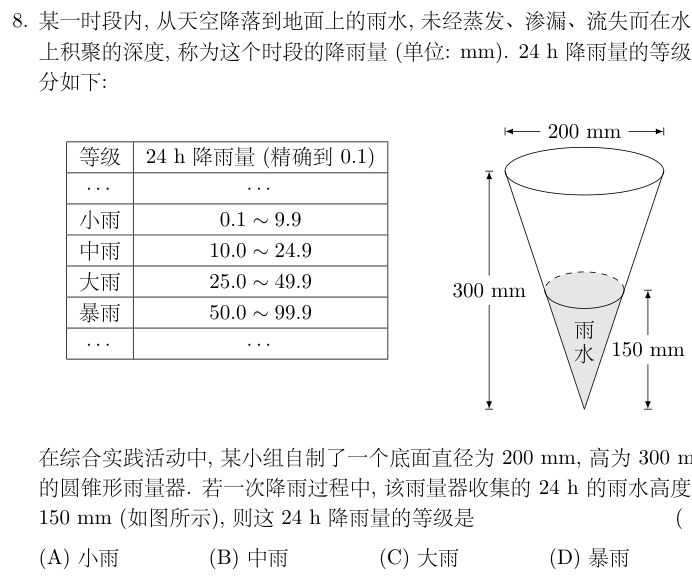 8. 某一时段内, 从天空降落到地面上的雨水, 未经蒸发、渗漏、流失而在水
上积聚的深度, 称为这个时段的降雨量 (单位: mm). 24 h 降雨量的等级
分如下:
等级 24 h 降雨量 (精确到 0.1)
··· ···
小雨 0.1 ∼ 9.9
中雨 10.0 ∼ 24.9
大雨 25.0 ∼ 49.9
暴雨 50.0 ∼ 99.9
··· ···
200 mm
300 mm
雨
水
150 mm
在综合实践活动中, 某小组自制了一个底面直径为 200 mm, 高为 300 m
的圆锥形雨量器. 若一次降雨过程中, 该雨量器收集的 24 h 的雨水高度
150 mm (如图所示), 则这 24 h 降雨量的等级是 (
(A) 小雨 (B) 中雨 (C) 大雨 (D) 暴雨